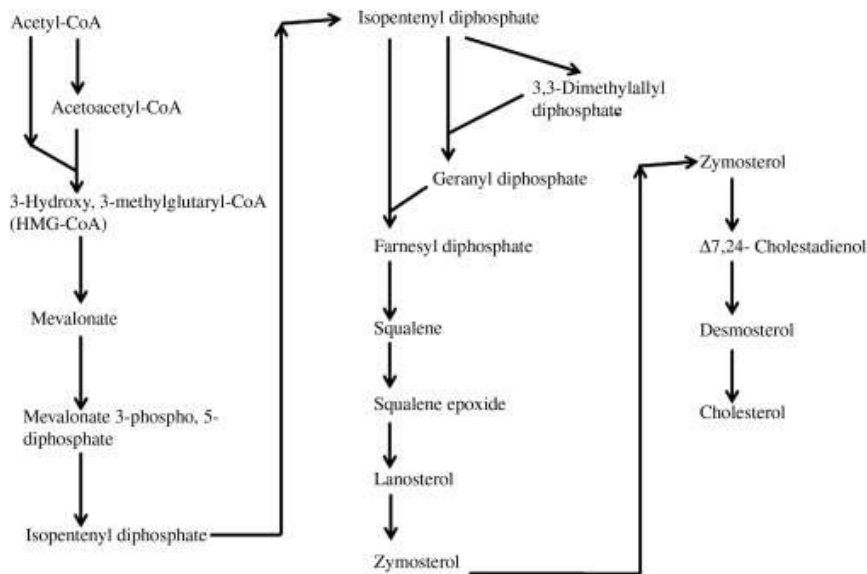 Acetyl-CoA
Acetoacetyl-CoA
3-Hydroxy, 3-methylglutaryl-CoA
(HMG-CoA)
Mevalonate
Mevalonate 3-phospho, 5-
diphosphate
Isopentenyl diphosphate
Isopentenyl diphosphate
3,3-Dimethylallyl
diphosphate
Geranyl diphosphate
Farnesyl diphosphate
Squalene
Squalene epoxide
Lanosterol
Zymosterol
Zymosterol
Δ7,24- Cholestadienol
Desmosterol
Cholesterol